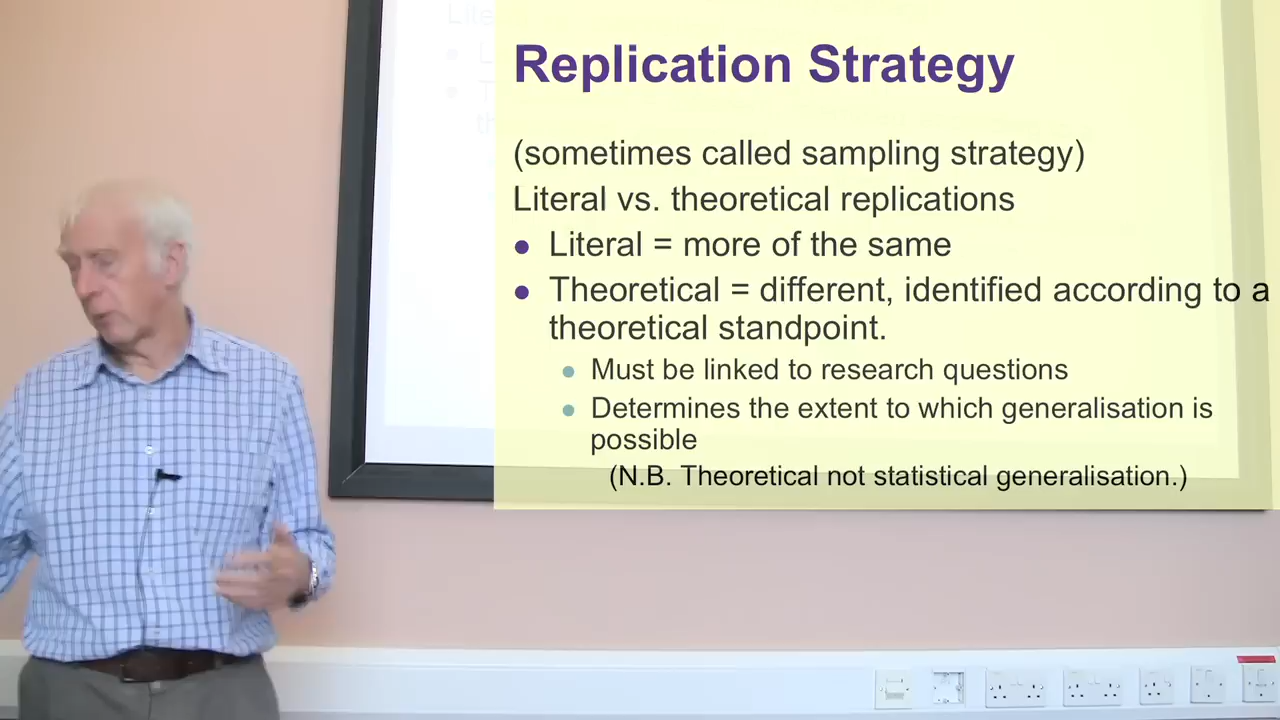 Replication Strategy
(sometimes called sampling strategy)
Literal vs. theoretical replications
Literal = more of the same
Theoretical = different, identified according to a
theoretical standpoint.
Must be linked to research questions
Determines the extent to which generalisation is
possible
(N.B. Theoretical not statistical generalisation.)